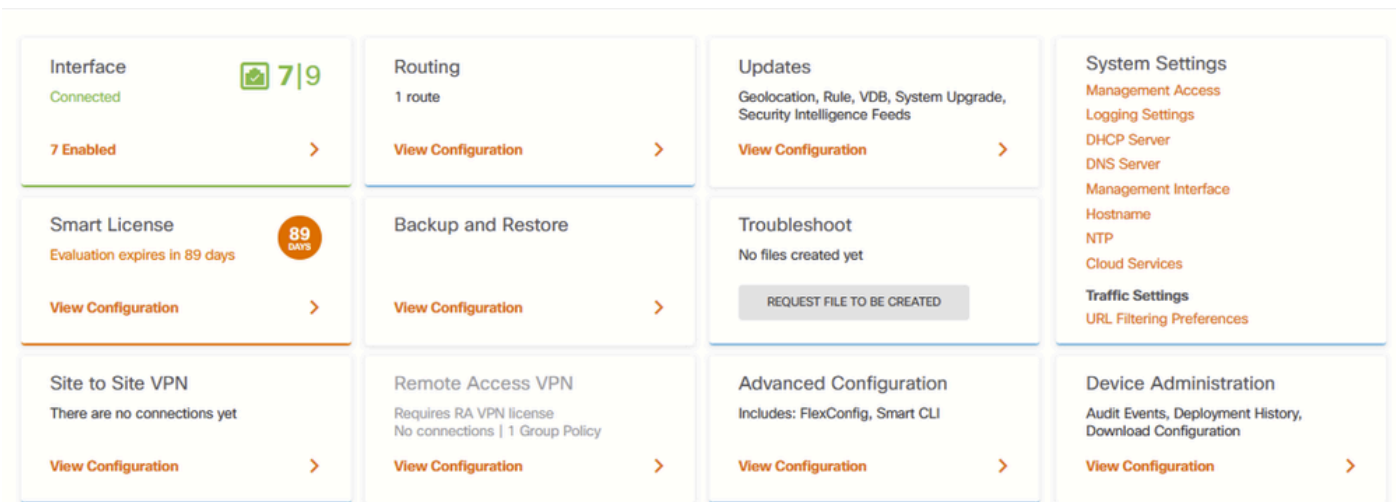 Interface
7|9
Connected
7 Enabled
Routing
1 route
View Configuration
Updates
Geolocation, Rule, VDB, System Upgrade,
Security Intelligence Feeds
View Configuration
System Settings
Management Access
Logging Settings
DHCP Server
DNS Server
Management Interface
Hostname
NTP
Cloud Services
Traffic Settings
URL Filtering Preferences
Smart License
89
DAYS
Evaluation expires in 89 days
View Configuration
Backup and Restore
View Configuration
Troubleshoot
No files created yet
REQUEST FILE TO BE CREATED
Site to Site VPN
There are no connections yet
View Configuration
Remote Access VPN
Requires RA VPN license
No connections | 1 Group Policy
View Configuration
Advanced Configuration
Includes: FlexConfig, Smart CLI
View Configuration
Device Administration
Audit Events, Deployment History,
Download Configuration
View Configuration